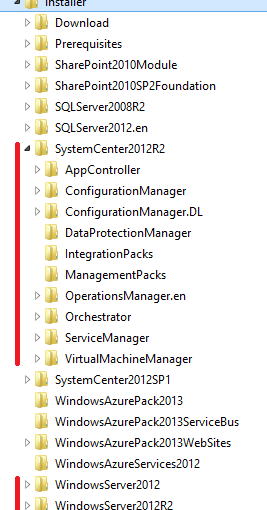 Installer
Download
Prerequisites
SharePoint2010Module
SharePoint2010SP2Foundation
SQLServer2008R2
SQLServer2012.en
SystemCenter2012R2
AppController
ConfigurationManager
ConfigurationManager.DL
DataProtectionManager
IntegrationPacks
ManagementPacks
OperationsManager.en
Orchestrator
ServiceManager
VirtualMachineManager
SystemCenter2012SP1
WindowsAzurePack2013
WindowsAzurePack2013ServiceBus
WindowsAzurePack2013WebSites
WindowsAzureServices2012
WindowsServer2012
WindowsServer2012R2